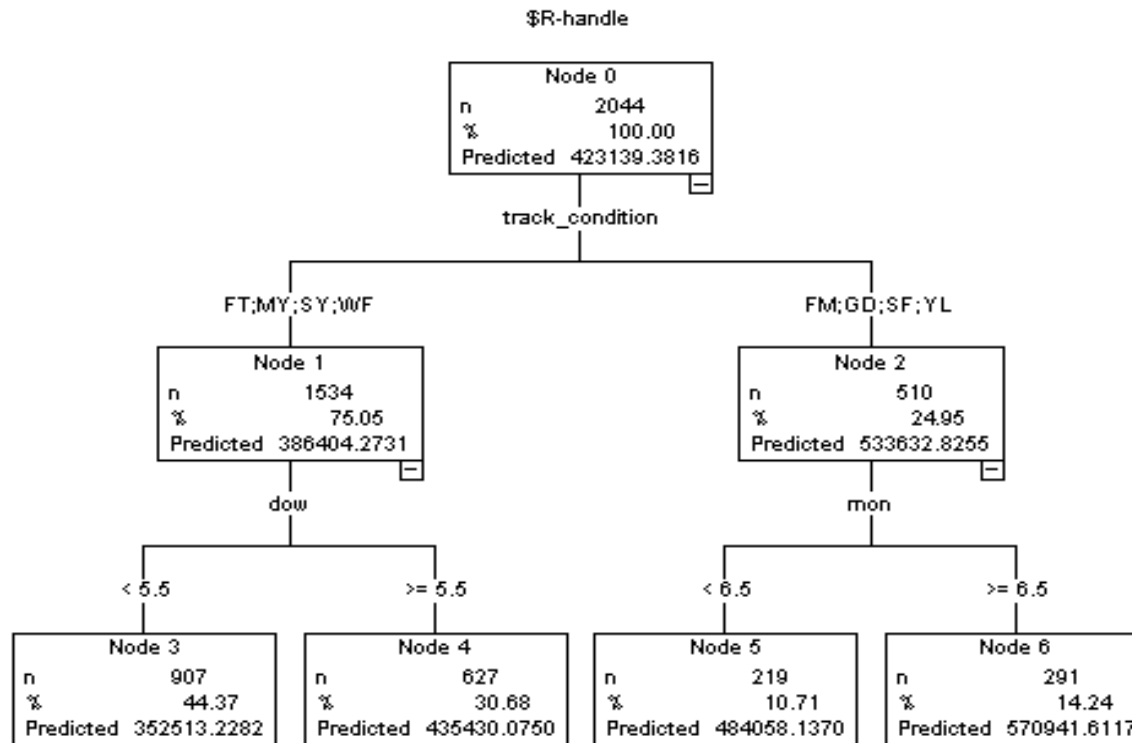 $R-handle
Node 0
n 2044
% 100.00
Predicted 423139.3816
track_condition
FT;MY;SY;WF
FM;GD;SF;YL
Node 1
n 1534
% 75.05
Predicted 386404.2731
Node 2
n 510
% 24.95
Predicted 533632.8255
dow
mon
< 5.5
>= 5.5
< 6.5
>= 6.5
Node 3
n 907
% 44.37
Predicted 352513.2282
Node 4
n 627
% 30.68
Predicted 435430.0750
Node 5
n 219
% 10.71
Predicted 484058.1370
Node 6
n 291
% 14.24
Predicted 570941.6117